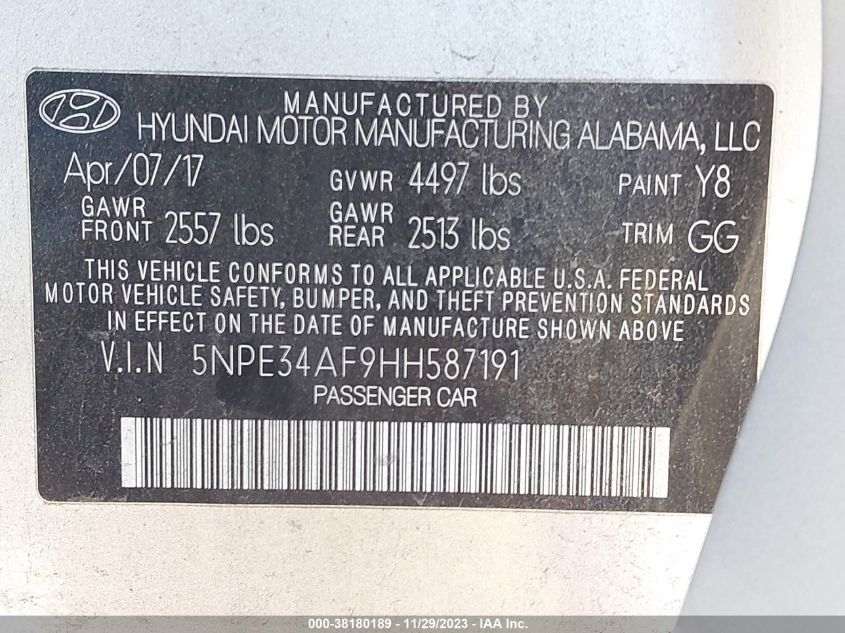 MANUFACTURED BY
HYUNDAI MOTOR MANUFACTURING ALABAMA, LLC
Apr/07/17 GVWR 4497 lbs PAINT Y8
GAWR FRONT 2557 lbs GAWR REAR 2513 lbs TRIM GG
THIS VEHICLE CONFORMS TO ALL APPLICABLE U.S.A. FEDERAL
MOTOR VEHICLE SAFETY, BUMPER, AND THEFT PREVENTION STANDARDS
IN EFFECT ON THE DATE OF MANUFACTURE SHOWN ABOVE.
V.I.N 5NPE34AF9HH587191
PASSENGER CAR
000-38180189 - 11/29/2023 - IAA Inc.